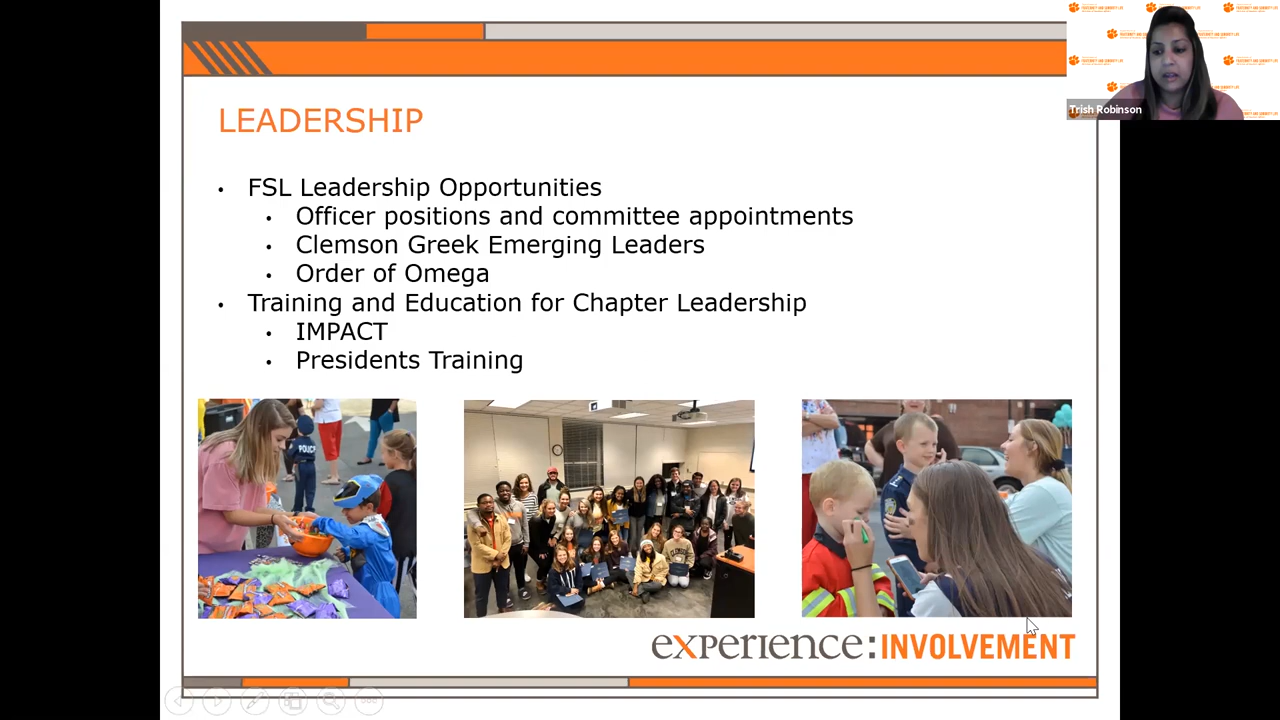 LEADERSHIP
• FSL Leadership Opportunities
• Officer positions and committee appointments
• Clemson Greek Emerging Leaders
• Order of Omega
• Training and Education for Chapter Leadership
• IMPACT
• Presidents Training
POLICE
experience:INVOLVEMENT
Trish Robinson